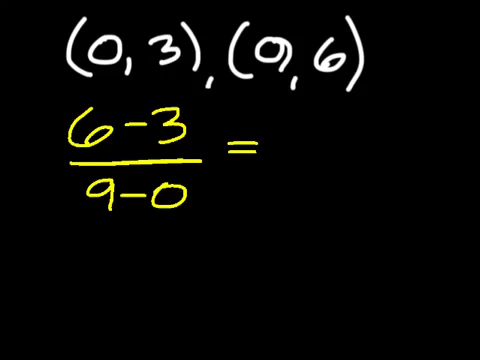 (0, 3), (9, 6)
6-3
9-0 =